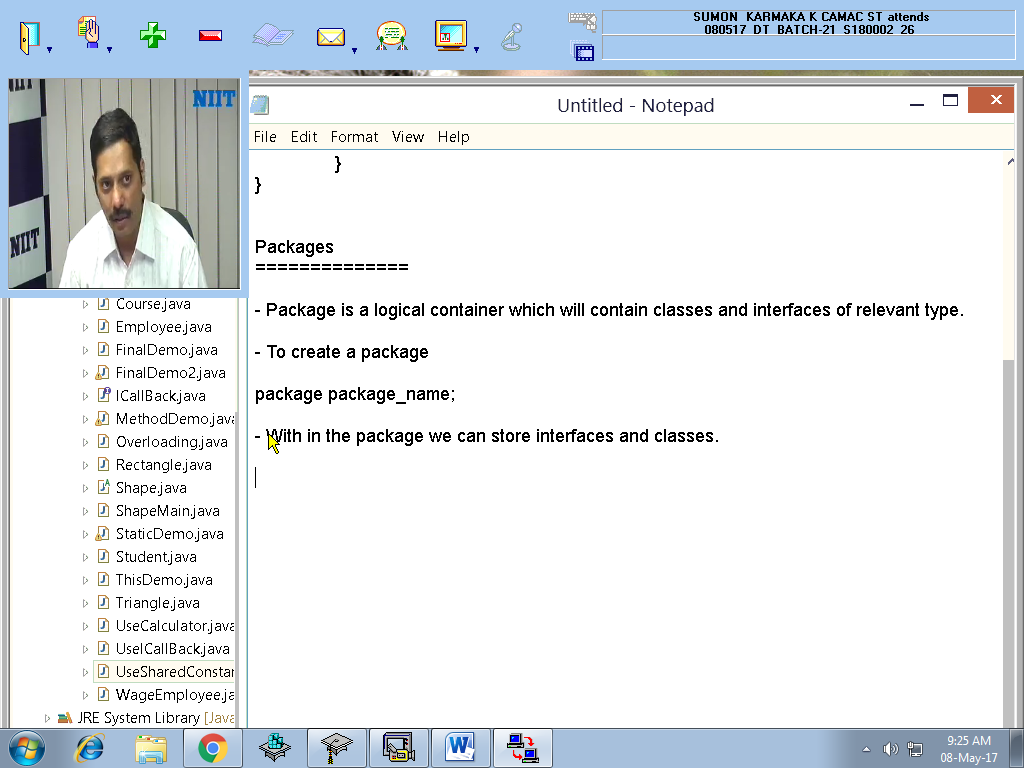 SUMON KARMAKA K CAMAC ST attends
080517 DT BATCH-21 S180002 26
NIIT
NIIT
Untitled - Notepad
File Edit Format View Help
}
}
Packages
==============
- Package is a logical container which will contain classes and interfaces of relevant type.
- To create a package
package package_name;
- With in the package we can store interfaces and classes.
Course.java
Employee.java
FinalDemo.java
FinalDemo2.java
ICallBack.java
MethodDemo.java
Overloading.java
Rectangle.java
Shape.java
ShapeMain.java
StaticDemo.java
Student.java
ThisDemo.java
Triangle.java
UseCalculator.java
UseICallBack.java
UseSharedConstan
WageEmployee.ja
JRE System Library [Java
9:25 AM
08-May-17